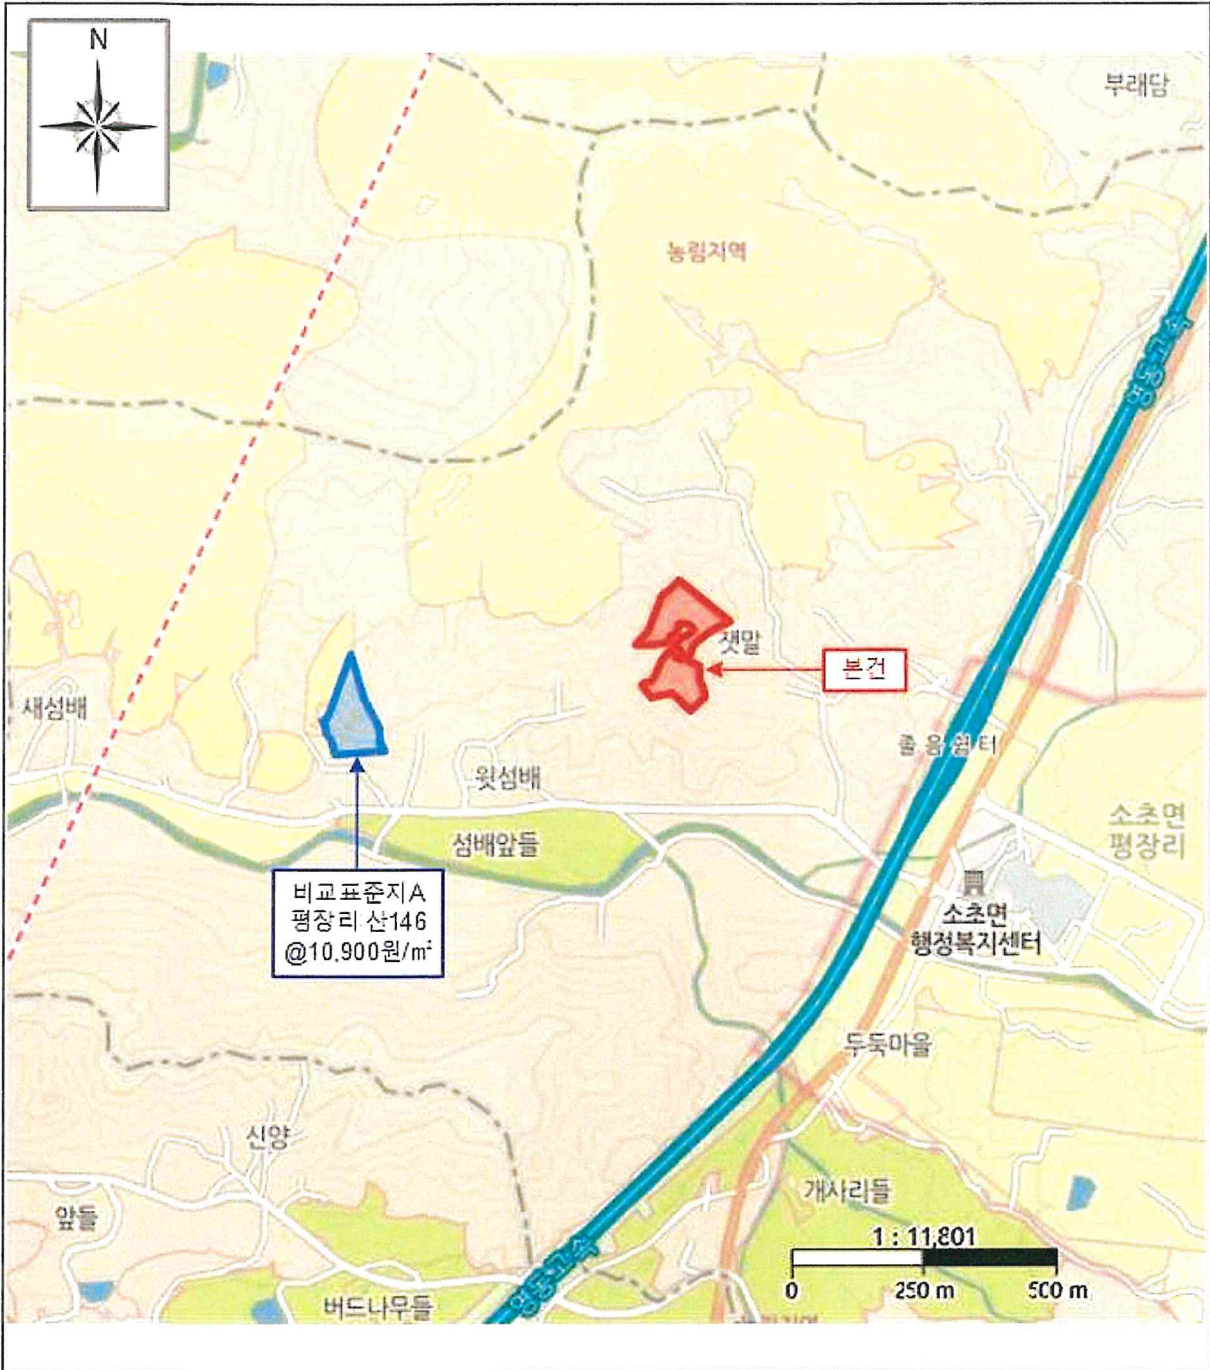 N
부래담
농림지역
영동고속
잿말
본건
새섬배
졸음쉼터
윗섬배
소초면
평장리
섬배앞들
비교표준지A
평장리 산146
@10,900원/㎡
소초면
행정복지센터
두둑마을
신양
개사리들
앞들
1 : 11,801
0 250 m 500 m
영동고속
버드나무들